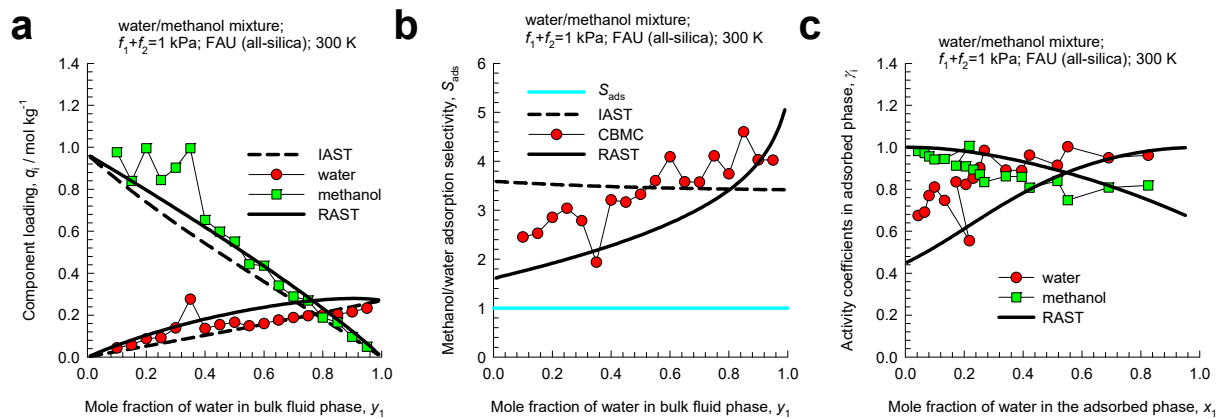 a
water/methanol mixture;
f₁+f₂=1 kPa; FAU (all-silica); 300 K
Component loading, qᵢ / mol kg⁻¹
1.4
1.2
1.0
0.8
0.6
0.4
0.2
0.0
IAST
water
methanol
RAST
0.0 0.2 0.4 0.6 0.8 1.0
Mole fraction of water in bulk fluid phase, y₁
b
water/methanol mixture;
f₁+f₂=1 kPa; FAU (all-silica); 300 K
Methanol/water adsorption selectivity, S_ads
6
5
4
3
2
1
0
S_ads
IAST
CBMC
RAST
0.0 0.2 0.4 0.6 0.8 1.0
Mole fraction of water in bulk fluid phase, y₁
c
water/methanol mixture;
f₁+f₂=1 kPa; FAU (all-silica); 300 K
Activity coefficients in adsorbed phase, γᵢ
1.4
1.2
1.0
0.8
0.6
0.4
0.2
0.0
water
methanol
RAST
0.0 0.2 0.4 0.6 0.8 1.0
Mole fraction of water in the adsorbed phase, x₁